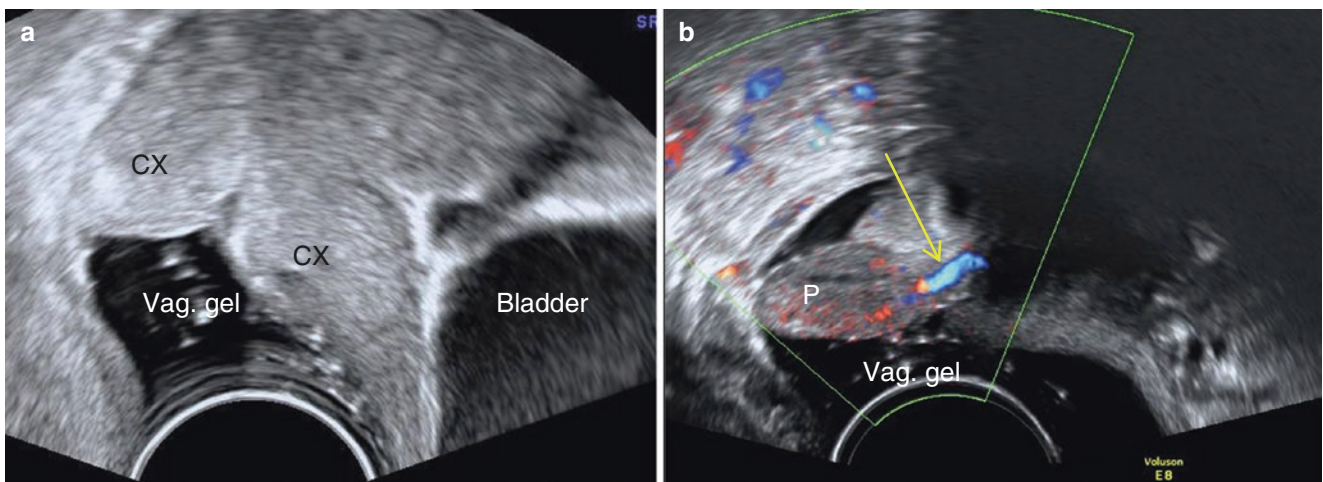 a
SR
CX
CX
Vag. gel
Bladder
b
P
Vag. gel
Voluson
E8